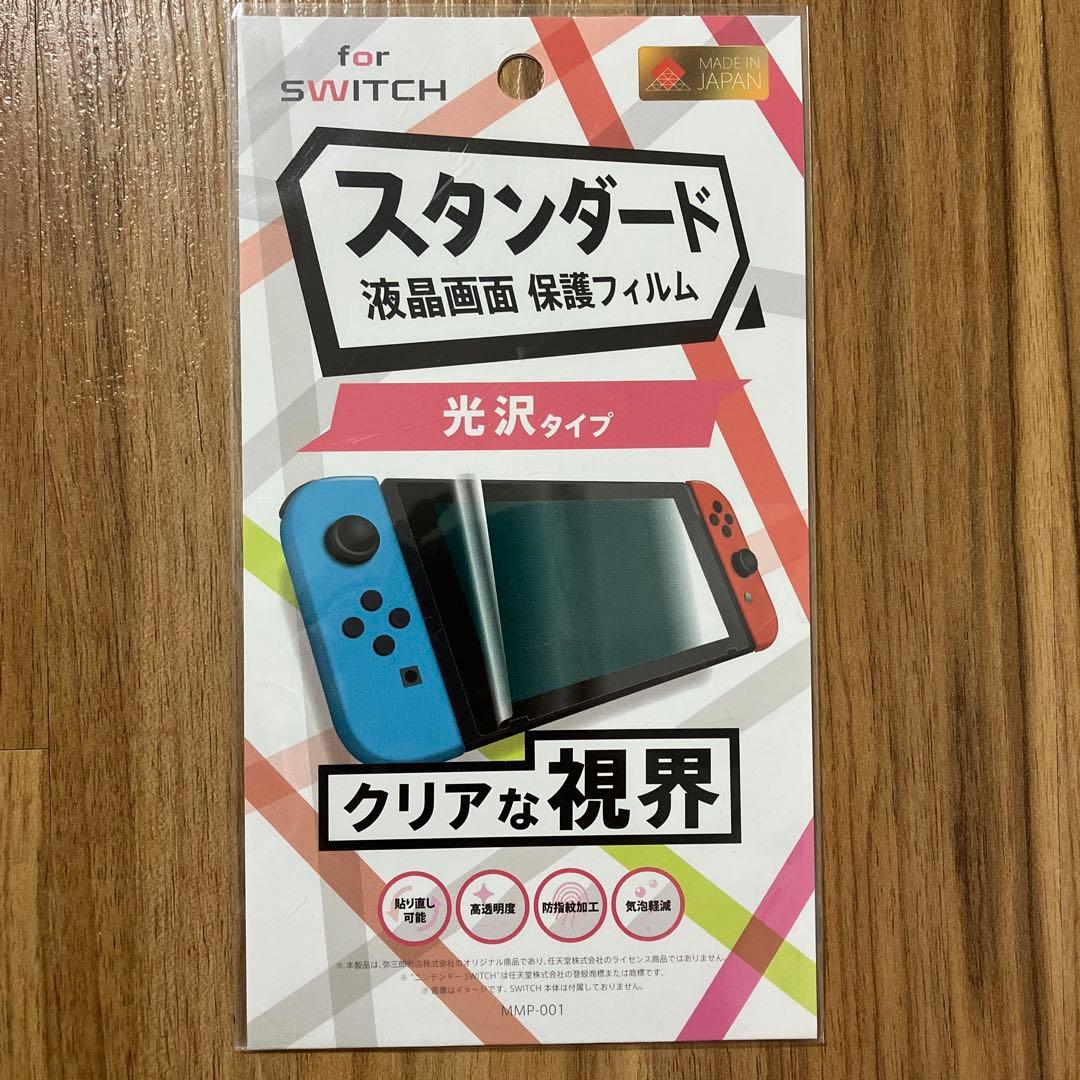 for
SWITCH
MADE IN
JAPAN
スタンダード
液晶画面 保護フィルム
光沢タイプ
クリアな視界
貼り直し
可能
高透明度
防指紋加工
気泡軽減
※ 本製品は、弥三郎商店株式会社のオリジナル商品であり、任天堂株式会社のライセンス商品ではありません。
※ "ニンテンドー SWITCH"は任天堂株式会社の登録商標または商標です。
※ 画像はイメージです。SWITCH 本体は付属しておりません。
MMP-001